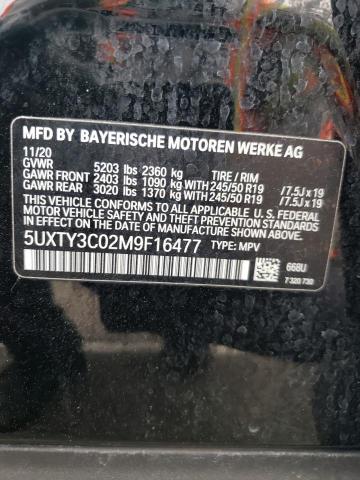 MFD BY BAYERISCHE MOTOREN WERKE AG
11/20
GVWR 5203 lbs 2360 kg TIRE / RIM
GAWR FRONT 2403 lbs 1090 kg WITH 245/50 R19 /7.5J x 19
GAWR REAR 3020 lbs 1370 kg WITH 245/50 R19 /7.5J x 19
THIS VEHICLE CONFORMS TO ALL APPLICABLE U.S. FEDERAL
MOTOR VEHICLE SAFETY, BUMPER, AND THEFT PREVENTION
STANDARDS IN EFFECT ON THE DATE OF MANUFACTURE
SHOWN ABOVE.
5UXTY3C02M9F16477 TYPE: MPV
668U
7 320 730